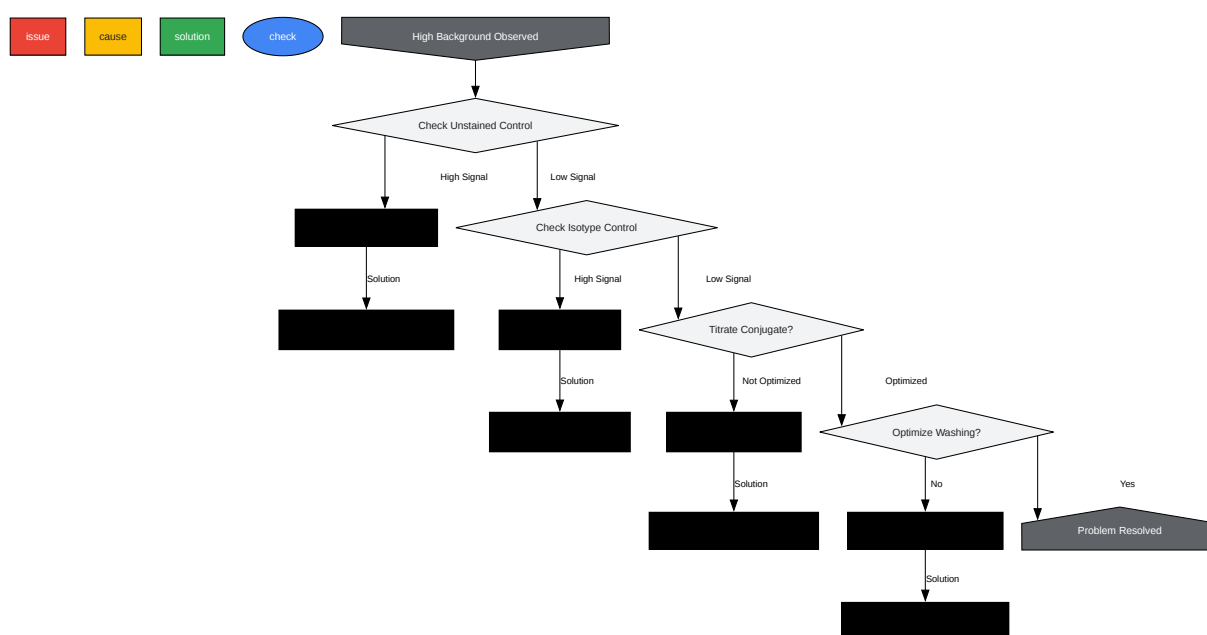 issue
cause
solution
check
High Background Observed
Check Unstained Control
High Signal
Low Signal
Check Isotype Control
Solution
High Signal
Low Signal
Titrate Conjugate?
Solution
Not Optimized
Optimized
Optimize Washing?
Solution
No
Yes
Problem Resolved
Solution